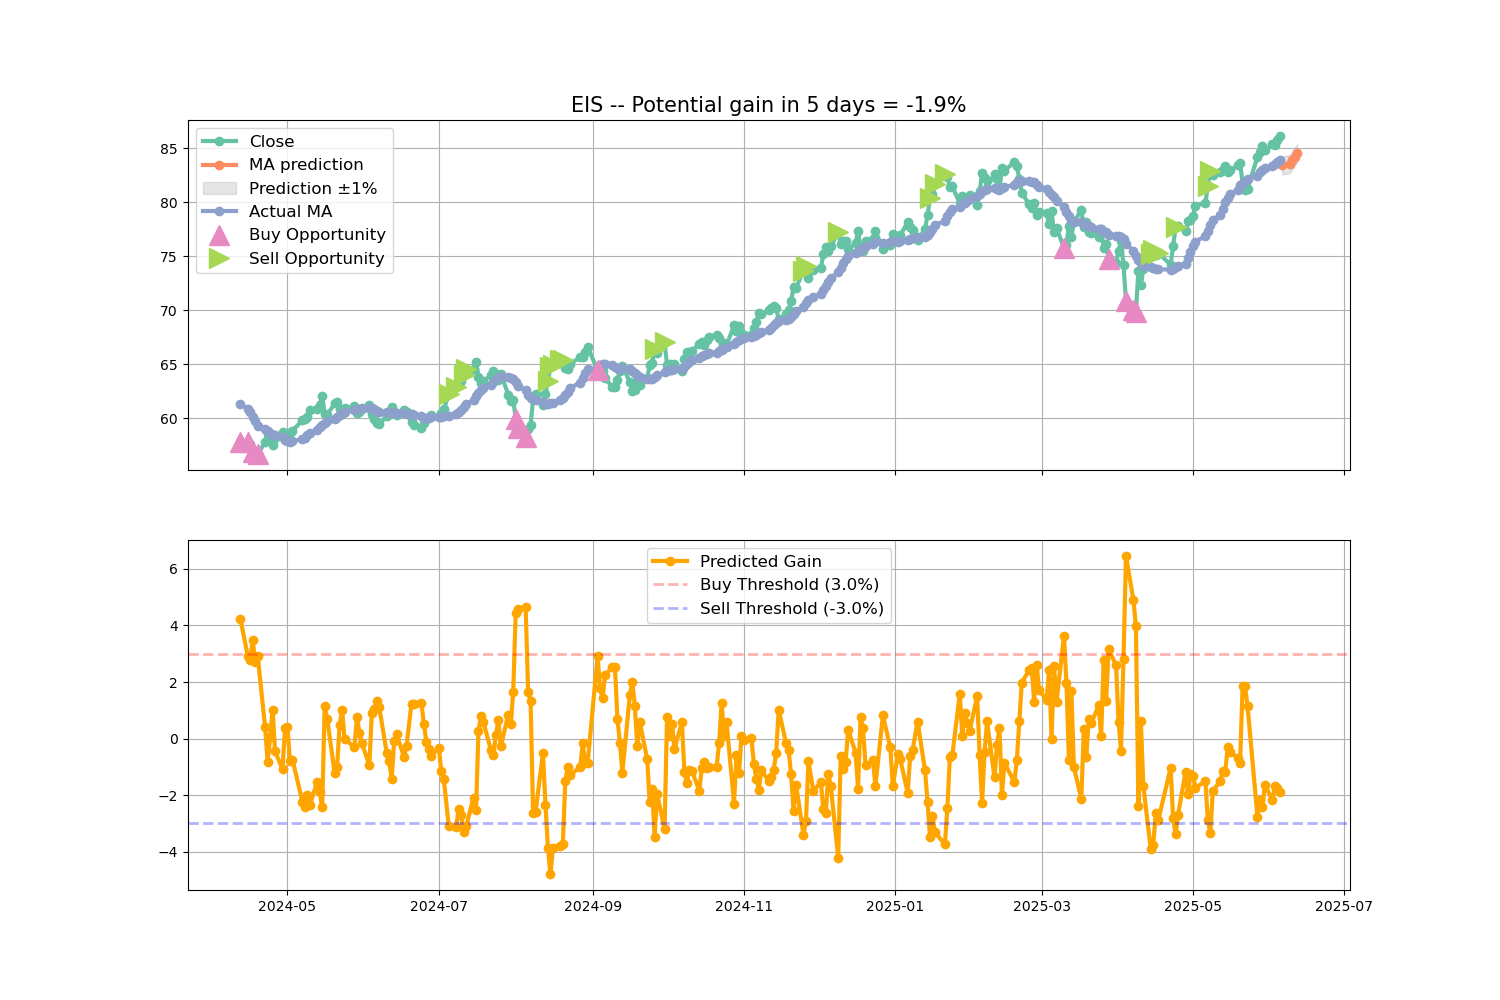 EIS -- Potential gain in 5 days = -1.9%
85
80
75
70
65
60
Close
MA prediction
Prediction ±1%
Actual MA
Buy Opportunity
Sell Opportunity
6
4
2
0
−2
−4
Predicted Gain
Buy Threshold (3.0%)
Sell Threshold (-3.0%)
2024-05
2024-07
2024-09
2024-11
2025-01
2025-03
2025-05
2025-07